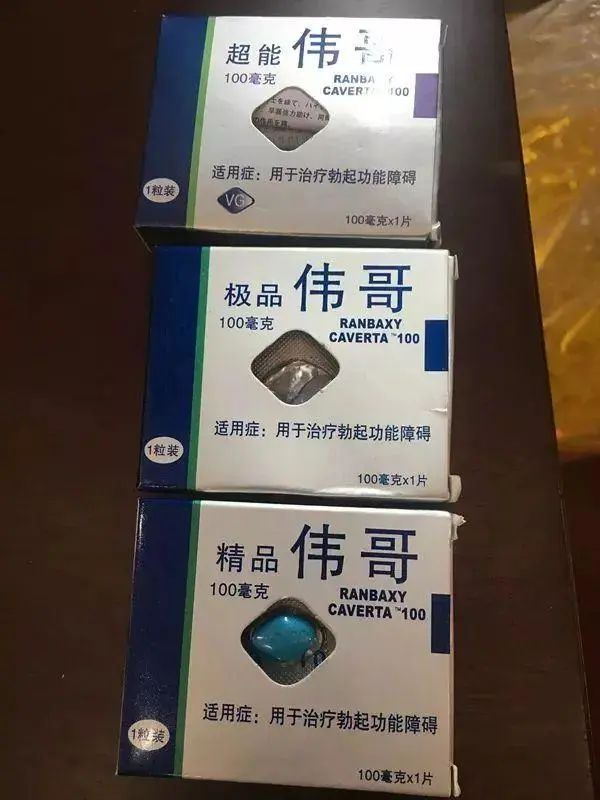 超能 伟哥
100毫克
RANBAXY
CAVERTA 100
适用症：用于治疗勃起功能障碍
1粒装
VG
100毫克x1片
极品 伟哥
100毫克
RANBAXY
CAVERTA ™100
适用症：用于治疗勃起功能障碍
1粒装
100毫克x1片
精品 伟哥
100毫克
RANBAXY
CAVERTA ™100
适用症：用于治疗勃起功能障碍
1粒装
100毫克x1片